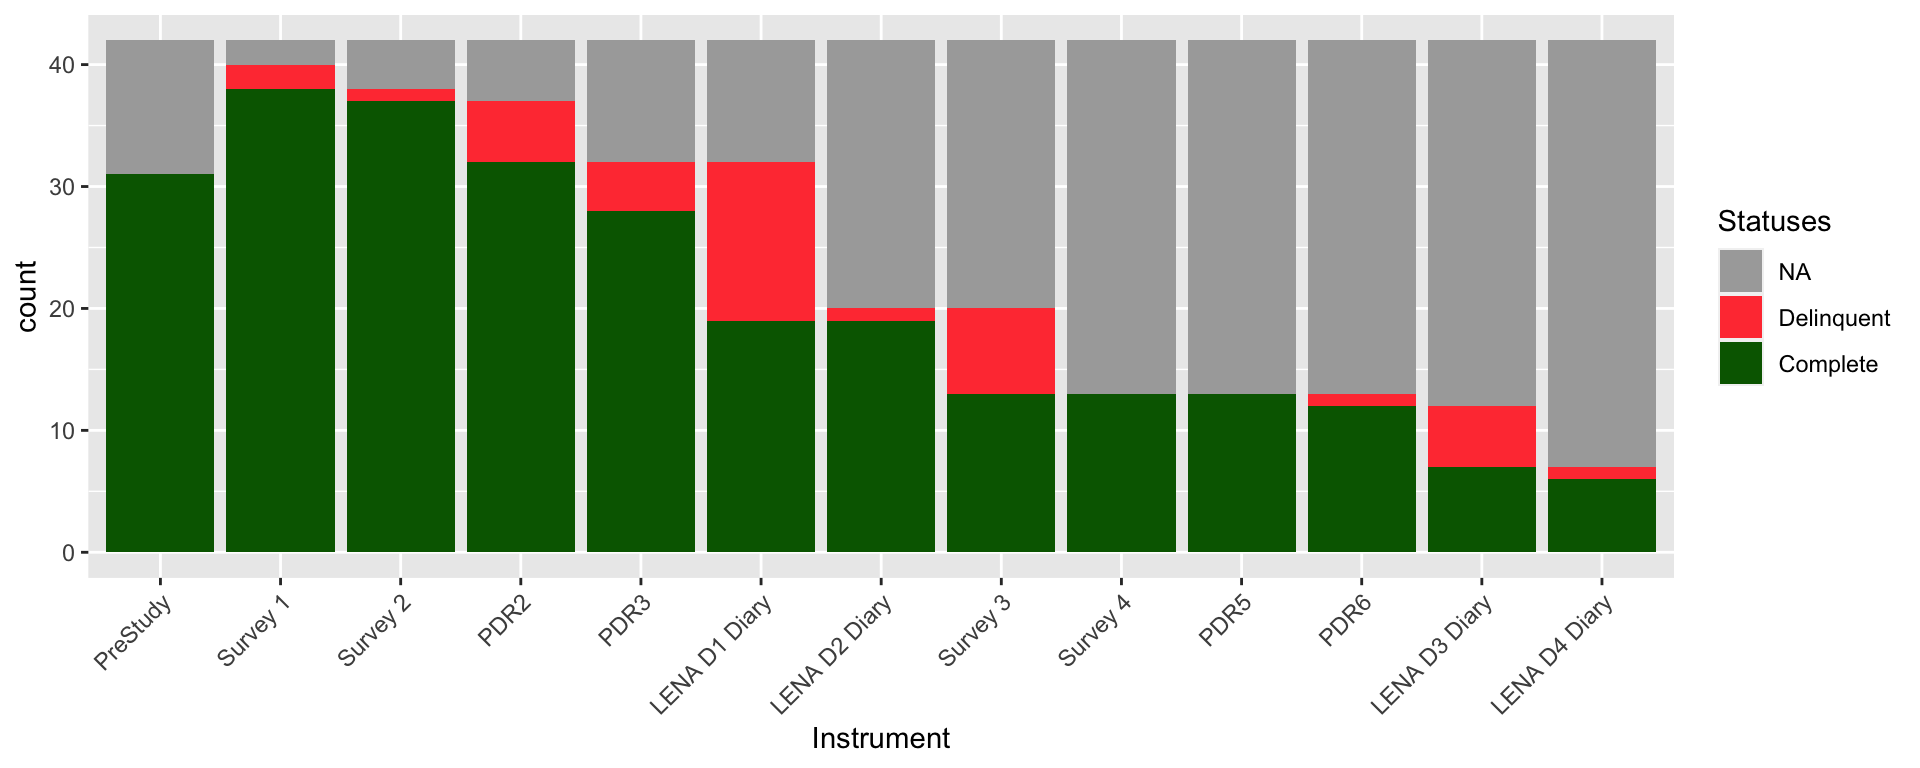 count
40
30
20
10
0
PreStudy
Survey 1
Survey 2
PDR2
PDR3
LENA D1 Diary
LENA D2 Diary
Survey 3
Survey 4
PDR5
PDR6
LENA D3 Diary
LENA D4 Diary
Instrument
Statuses
NA
Delinquent
Complete